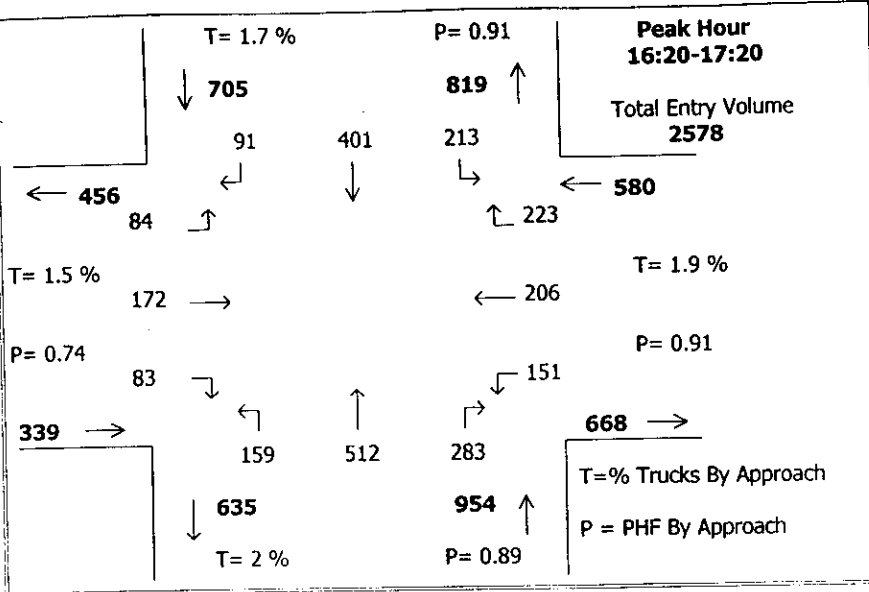 T= 1.7 %
P= 0.91
Peak Hour
16:20-17:20
705
819
Total Entry Volume
2578
91
401
213
456
580
84
223
T= 1.5 %
T= 1.9 %
172
206
P= 0.74
P= 0.91
83
151
339
668
159
512
283
T=% Trucks By Approach
635
954
P = PHF By Approach
T= 2 %
P= 0.89